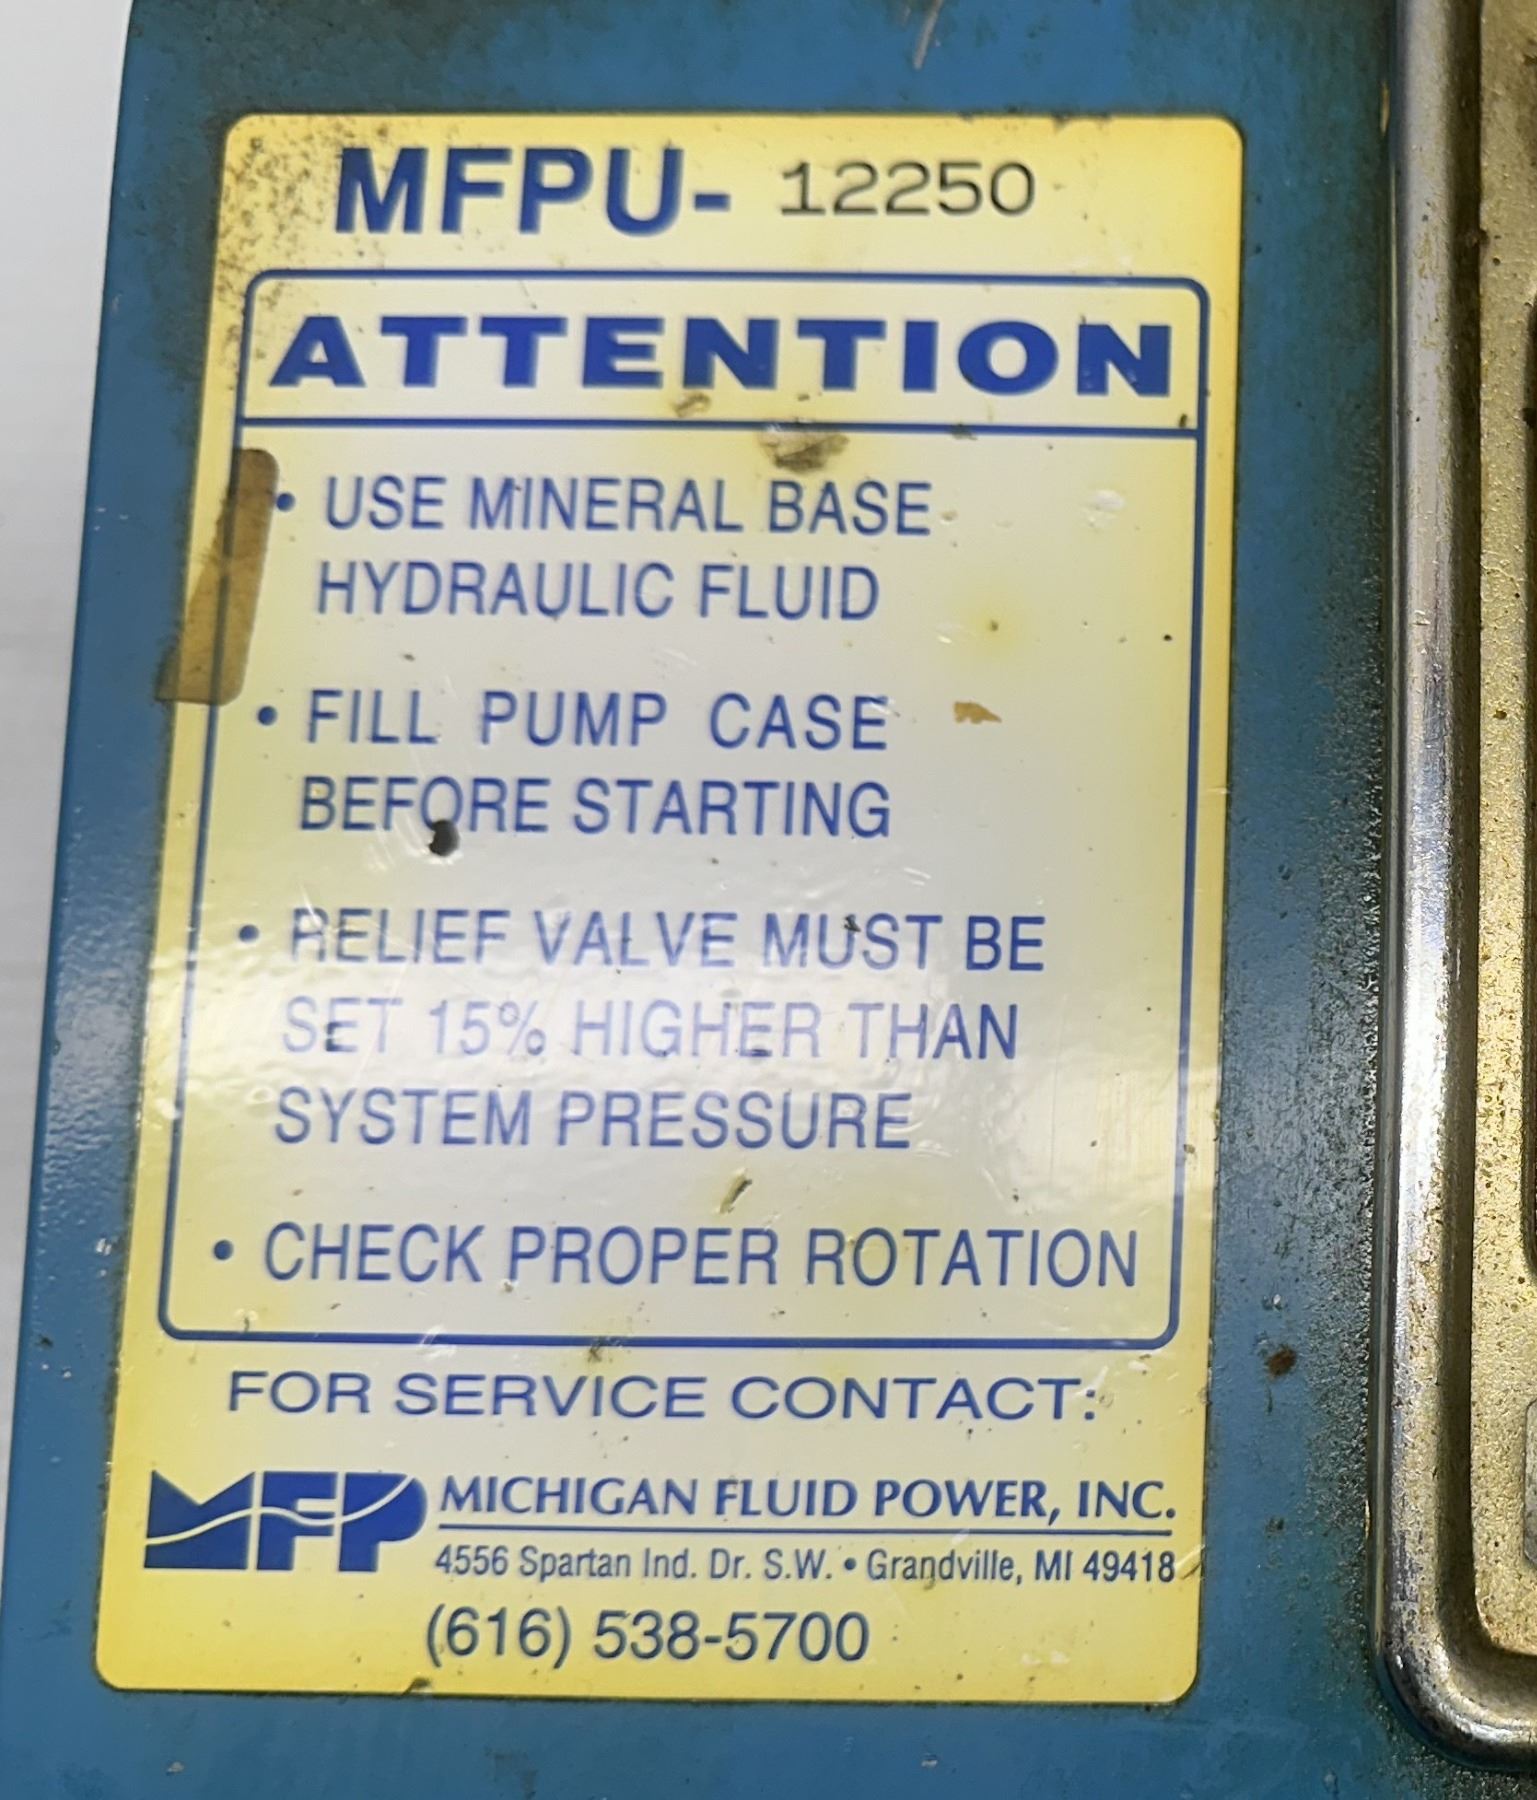 MFPU- 12250
ATTENTION
• USE MINERAL BASE
HYDRAULIC FLUID
• FILL PUMP CASE
BEFORE STARTING
• RELIEF VALVE MUST BE
SET 15% HIGHER THAN
SYSTEM PRESSURE
• CHECK PROPER ROTATION
FOR SERVICE CONTACT:
MFP MICHIGAN FLUID POWER, INC.
4556 Spartan Ind. Dr. S.W. • Grandville, MI 49418
(616) 538-5700